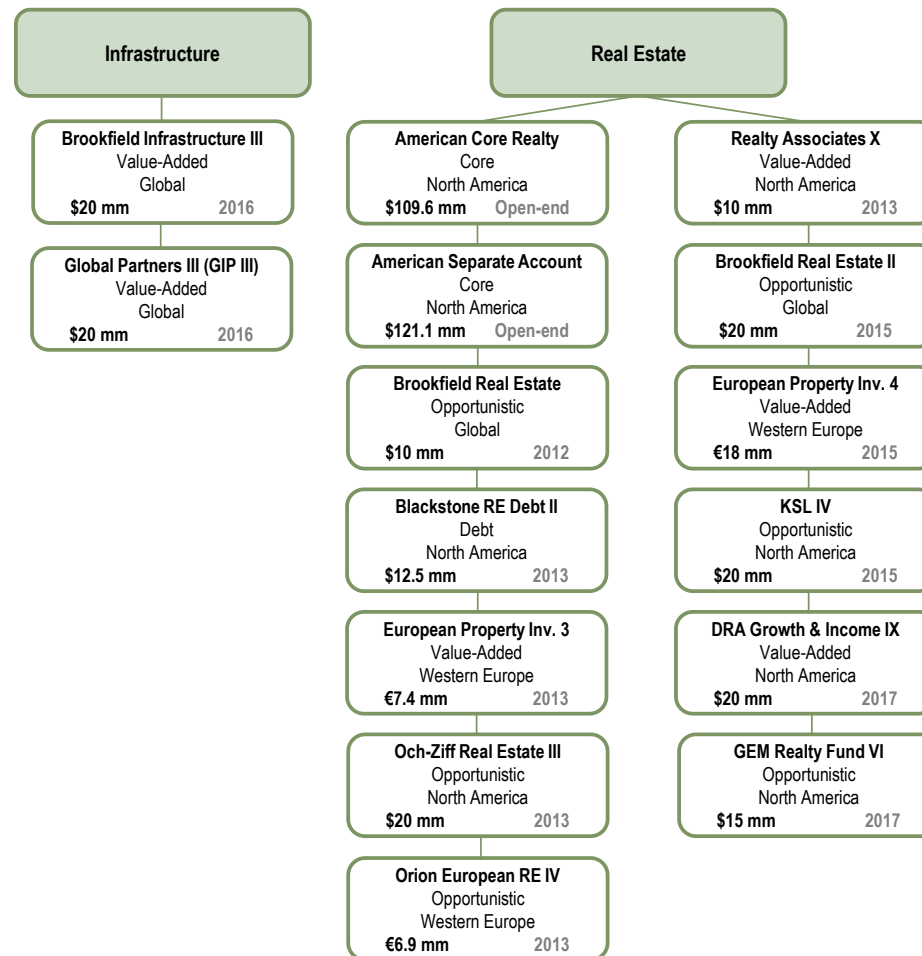 Infrastructure
Brookfield Infrastructure III
Value-Added
Global
$20 mm 2016
Global Partners III (GIP III)
Value-Added
Global
$20 mm 2016
Real Estate
American Core Realty
Core
North America
$109.6 mm Open-end
American Separate Account
Core
North America
$121.1 mm Open-end
Brookfield Real Estate
Opportunistic
Global
$10 mm 2012
Blackstone RE Debt II
Debt
North America
$12.5 mm 2013
European Property Inv. 3
Value-Added
Western Europe
€7.4 mm 2013
Och-Ziff Real Estate III
Opportunistic
North America
$20 mm 2013
Orion European RE IV
Opportunistic
Western Europe
€6.9 mm 2013
Realty Associates X
Value-Added
North America
$10 mm 2013
Brookfield Real Estate II
Opportunistic
Global
$20 mm 2015
European Property Inv. 4
Value-Added
Western Europe
€18 mm 2015
KSL IV
Opportunistic
North America
$20 mm 2015
DRA Growth & Income IX
Value-Added
North America
$20 mm 2017
GEM Realty Fund VI
Opportunistic
North America
$15 mm 2017